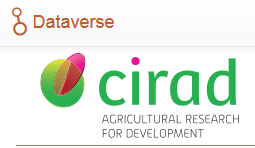 Dataverse
cirad
AGRICULTURAL RESEARCH
FOR DEVELOPMENT